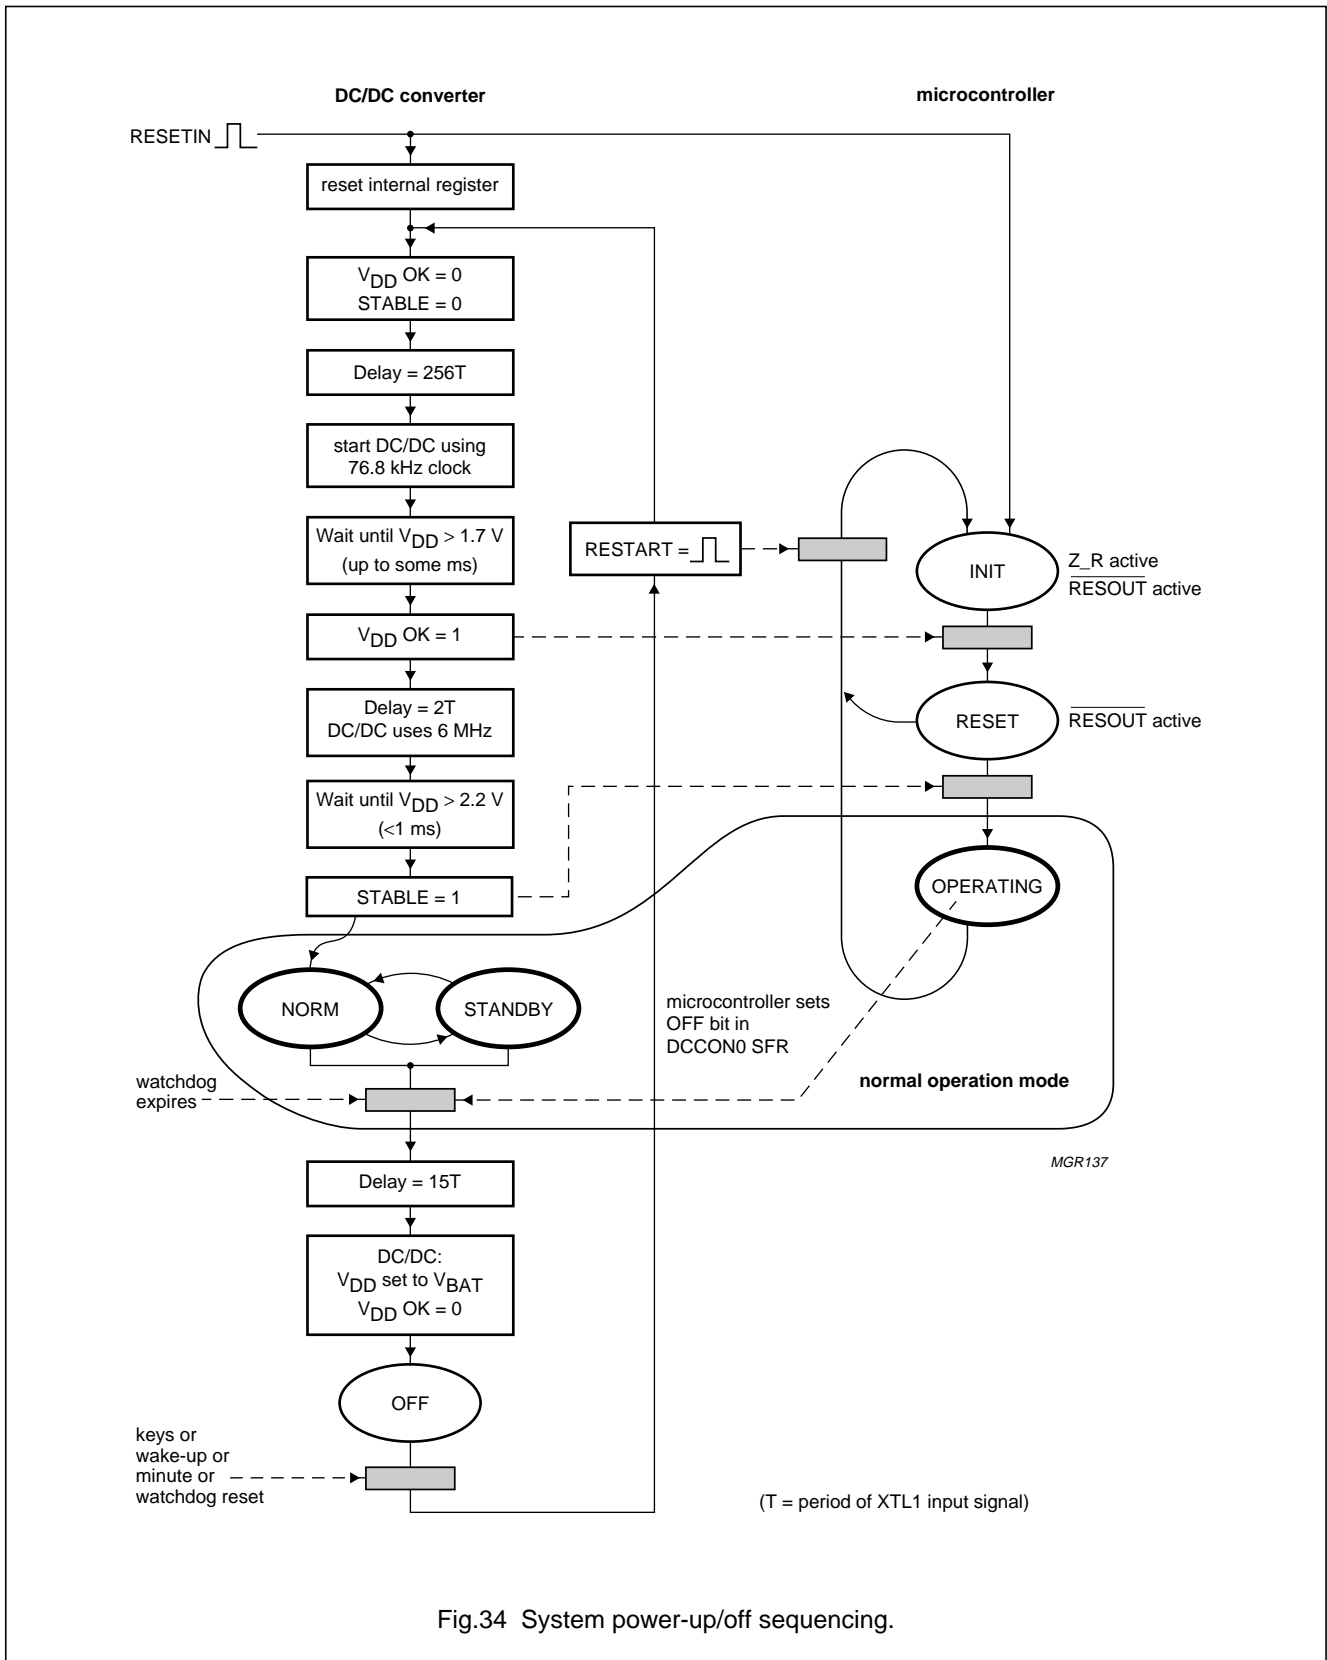 DC/DC converter
microcontroller
RESETIN
reset internal register
VDD OK = 0
STABLE = 0
Delay = 256T
start DC/DC using
76.8 kHz clock
Wait until VDD > 1.7 V
(up to some ms)
RESTART =
INIT
Z_R active
RESOUT active
VDD OK = 1
Delay = 2T
DC/DC uses 6 MHz
RESET
RESOUT active
Wait until VDD > 2.2 V
(<1 ms)
STABLE = 1
OPERATING
NORM
STANDBY
microcontroller sets
OFF bit in
DCCON0 SFR
normal operation mode
watchdog
expires
MGR137
Delay = 15T
DC/DC:
VDD set to VBAT
VDD OK = 0
OFF
keys or
wake-up or
minute or
watchdog reset
(T = period of XTL1 input signal)
Fig.34 System power-up/off sequencing.